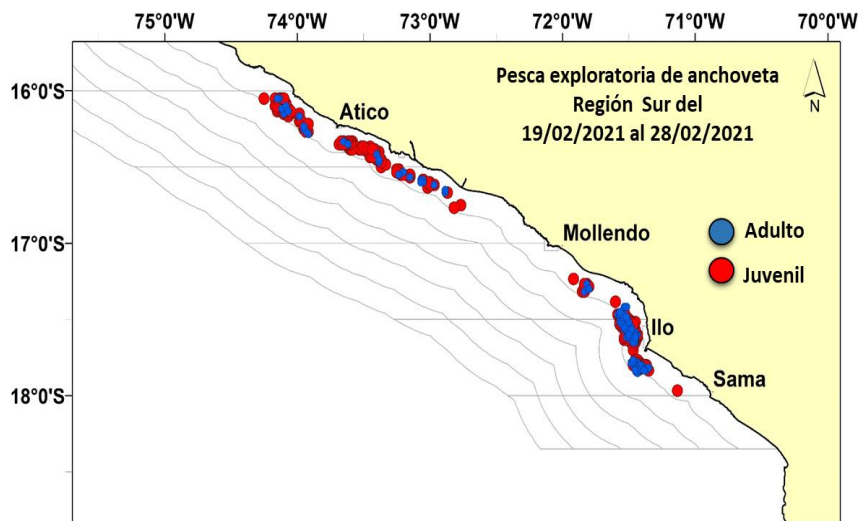 75°0'W 74°0'W 73°0'W 72°0'W 71°0'W 70°0'W
16°0'S
17°0'S
18°0'S
Pesca exploratoria de anchoveta
Región Sur del
19/02/2021 al 28/02/2021
N
Atico
Mollendo
Ilo
Sama
Adulto
Juvenil